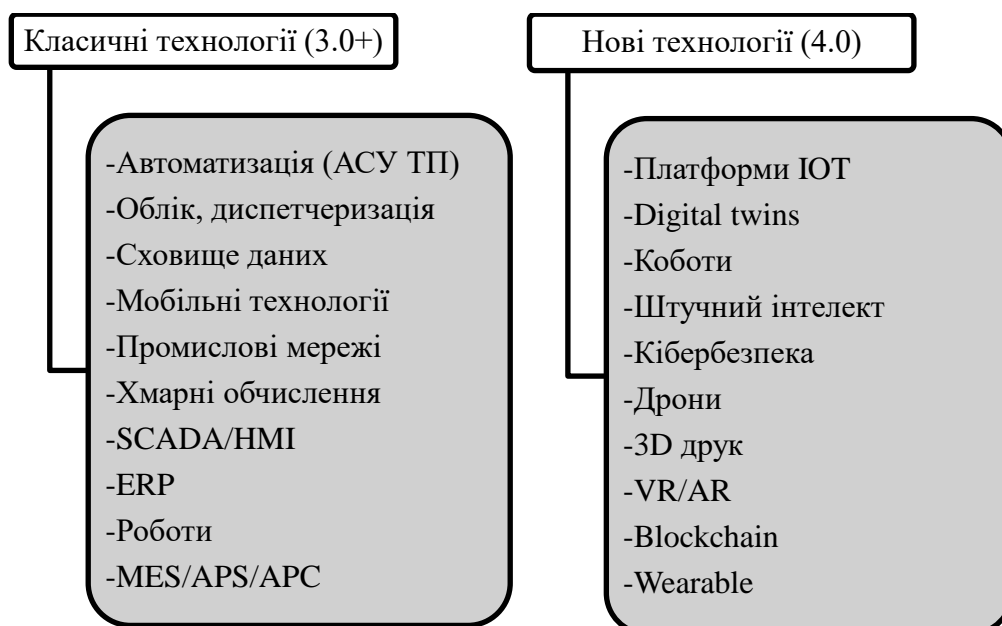 Класичні технології (3.0+)
-Автоматизація (АСУ ТП)
-Облік, диспетчеризація
-Сховище даних
-Мобільні технології
-Промислові мережі
-Хмарні обчислення
-SCADA/HMI
-ERP
-Роботи
-MES/APS/APC
Нові технології (4.0)
-Платформи ІОТ
-Digital twins
-Коботи
-Штучний інтелект
-Кібербезпека
-Дрони
-3D друк
-VR/AR
-Blockchain
-Wearable